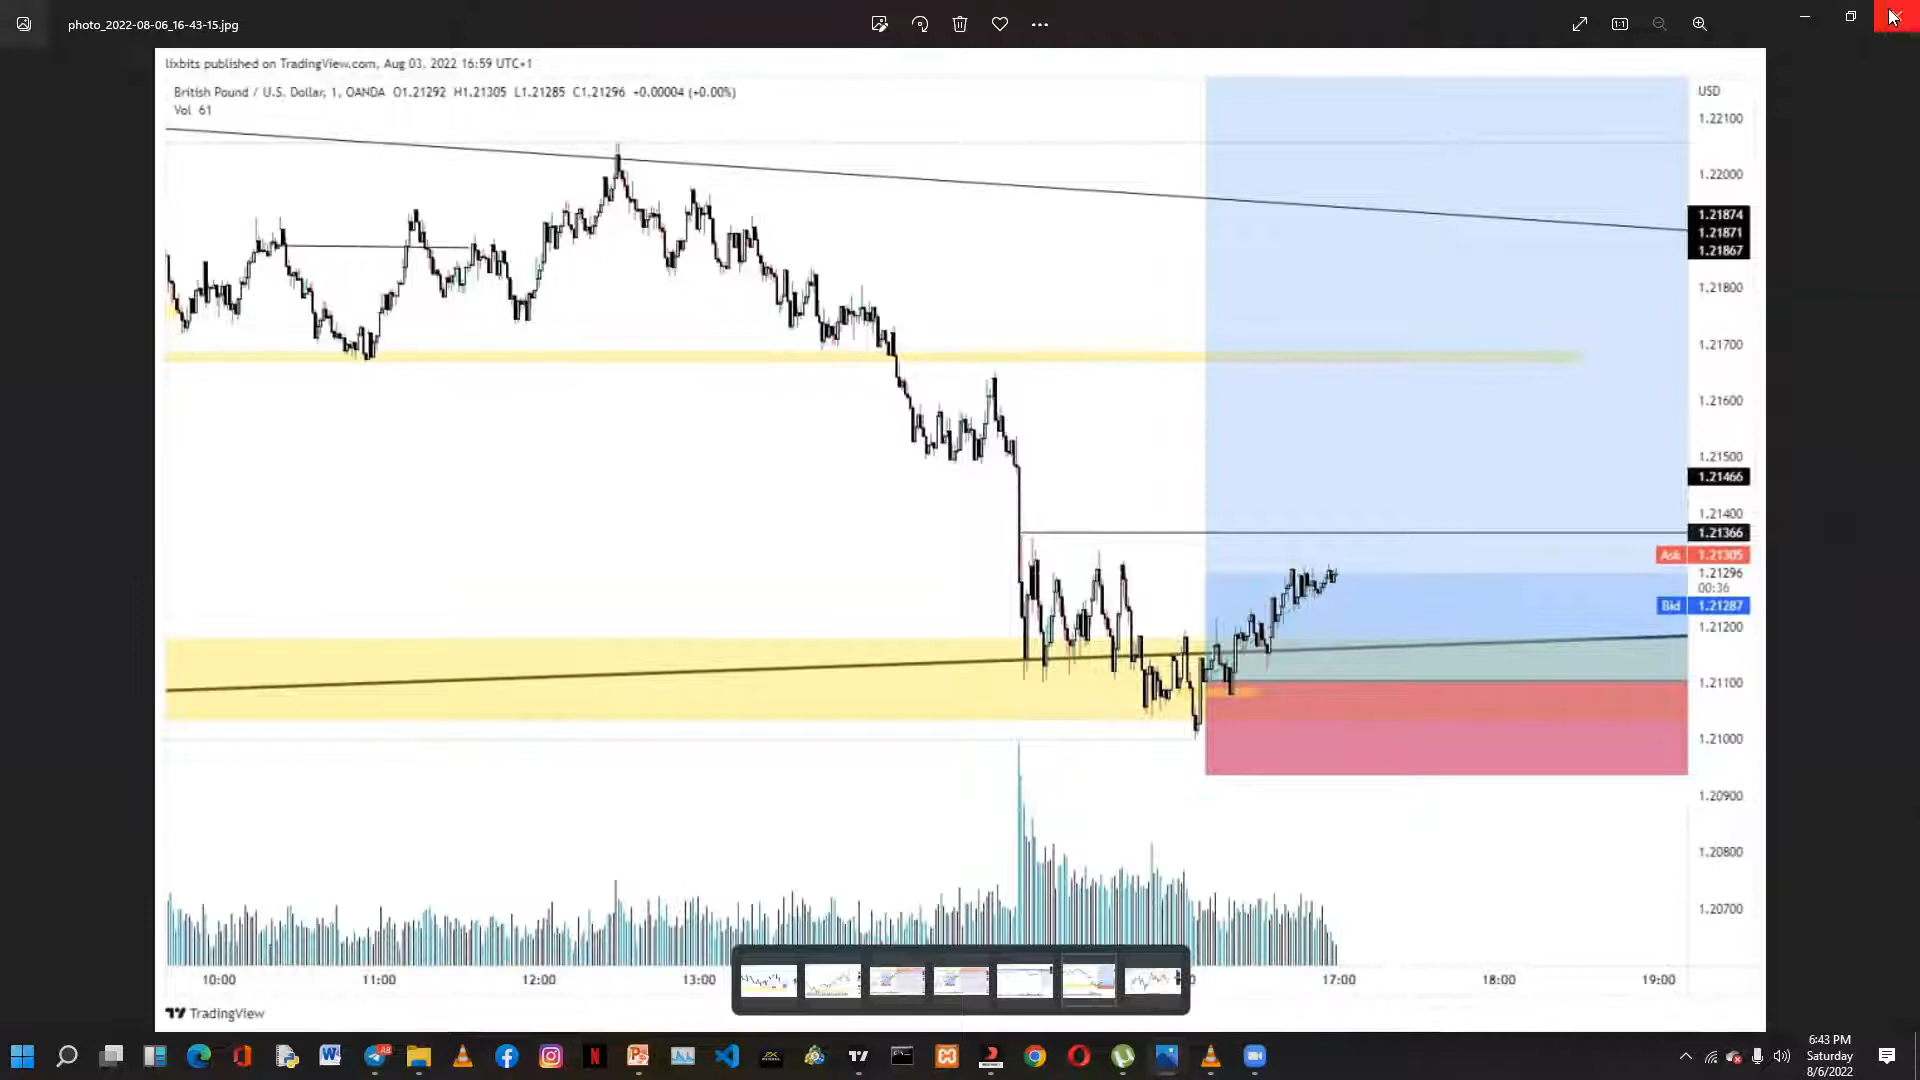 photo_2022-08-06_16-43-15.jpg
1:1
lixbits published on TradingView.com, Aug 03, 2022 16:59 UTC+1
British Pound / U.S. Dollar, 1, OANDA O1.21292 H1.21305 L1.21285 C1.21296 +0.00004 (+0.00%)
Vol 61
USD
1.22100
1.22000
1.21874
1.21871
1.21867
1.21800
1.21700
1.21600
1.21500
1.21466
1.21400
1.21366
Ask 1.21305
1.21296
00:36
Bid 1.21287
1.21200
1.21100
1.21000
1.20900
1.20800
1.20700
10:00 11:00 12:00 13:00 17:00 18:00 19:00
TradingView
6:43 PM
Saturday
8/6/2022